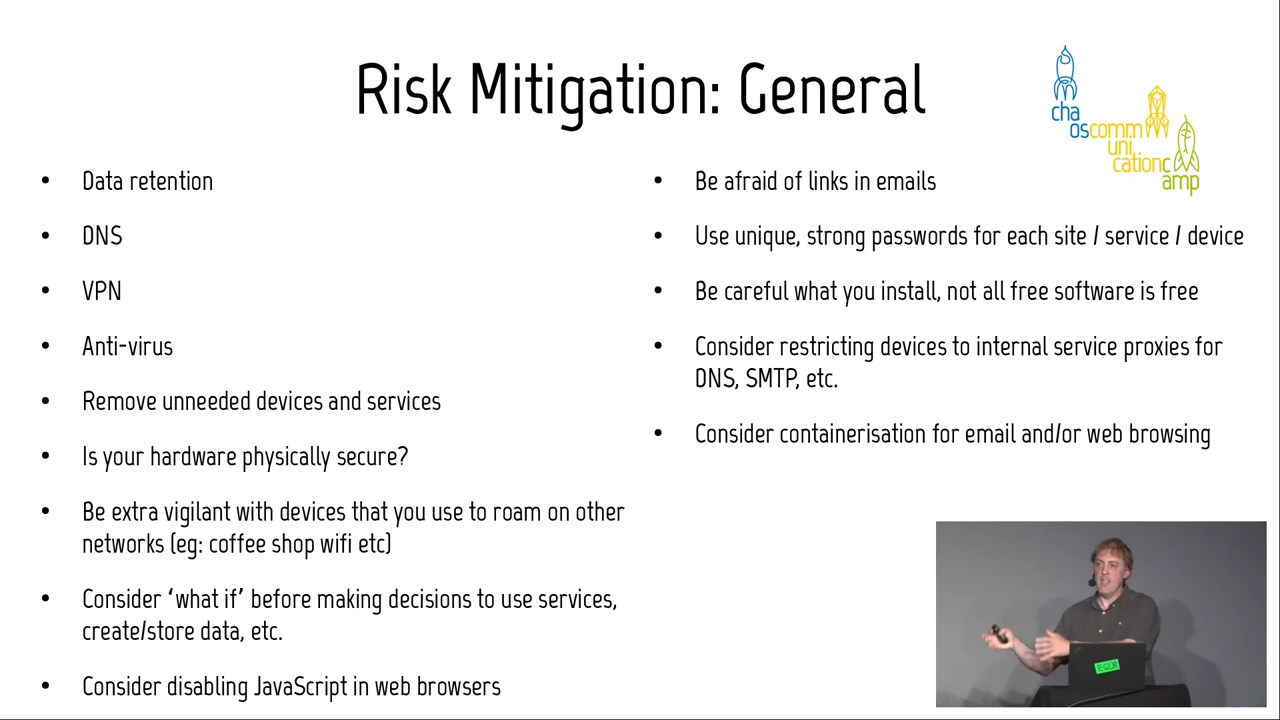 Risk Mitigation: General
cha
oscomm
uni
cationc
amp
• Data retention
• DNS
• VPN
• Anti-virus
• Remove unneeded devices and services
• Is your hardware physically secure?
• Be extra vigilant with devices that you use to roam on other
networks (eg: coffee shop wifi etc)
• Consider ‘what if’ before making decisions to use services,
create/store data, etc.
• Consider disabling JavaScript in web browsers
• Be afraid of links in emails
• Use unique, strong passwords for each site / service / device
• Be careful what you install, not all free software is free
• Consider restricting devices to internal service proxies for
DNS, SMTP, etc.
• Consider containerisation for email and/or web browsing